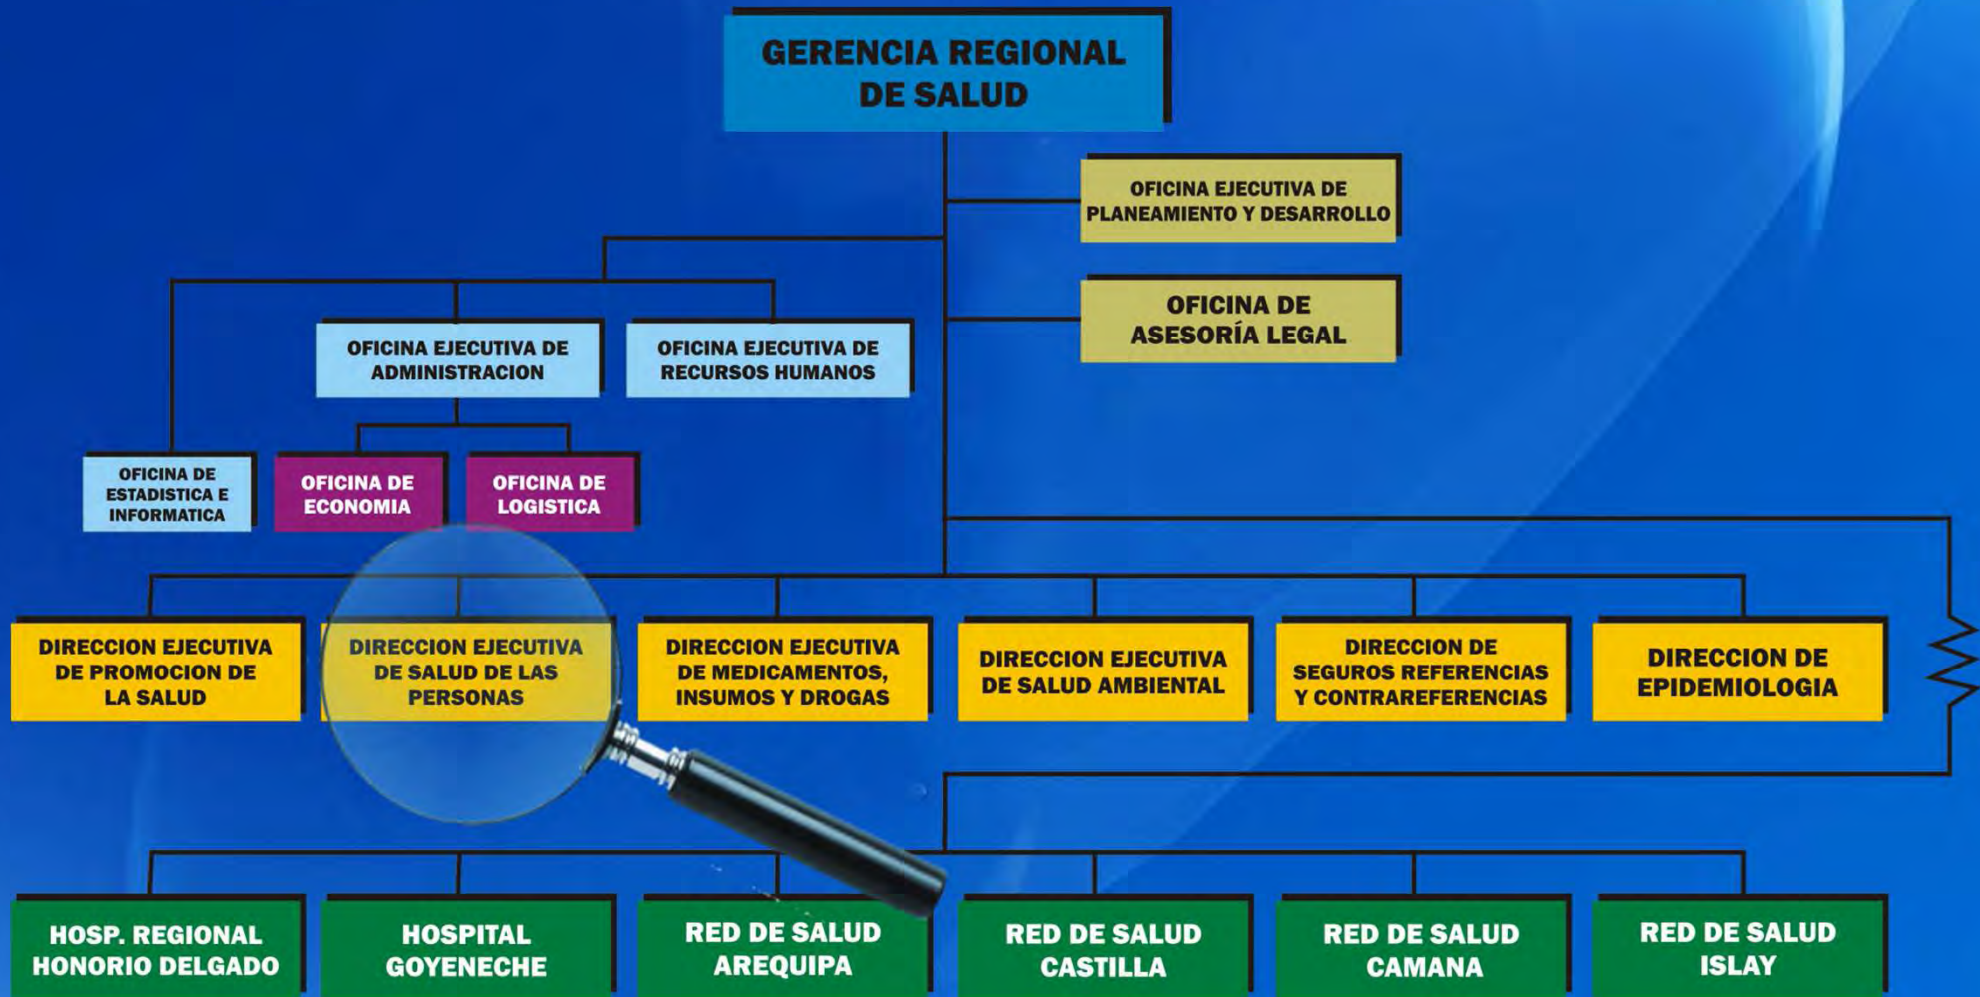 GERENCIA REGIONAL
DE SALUD
OFICINA EJECUTIVA DE
PLANEAMIENTO Y DESARROLLO
OFICINA DE
ASESORÍA LEGAL
OFICINA EJECUTIVA DE
ADMINISTRACION
OFICINA EJECUTIVA DE
RECURSOS HUMANOS
OFICINA DE
ESTADISTICA E
INFORMATICA
OFICINA DE
ECONOMIA
OFICINA DE
LOGISTICA
DIRECCION EJECUTIVA
DE PROMOCION DE
LA SALUD
DIRECCION EJECUTIVA
DE SALUD DE LAS
PERSONAS
DIRECCION EJECUTIVA
DE MEDICAMENTOS,
INSUMOS Y DROGAS
DIRECCION EJECUTIVA
DE SALUD AMBIENTAL
DIRECCION DE
SEGUROS REFERENCIAS
Y CONTRAREFERENCIAS
DIRECCION DE
EPIDEMIOLOGIA
HOSP. REGIONAL
HONORIO DELGADO
HOSPITAL
GOYENECHE
RED DE SALUD
AREQUIPA
RED DE SALUD
CASTILLA
RED DE SALUD
CAMANA
RED DE SALUD
ISLAY